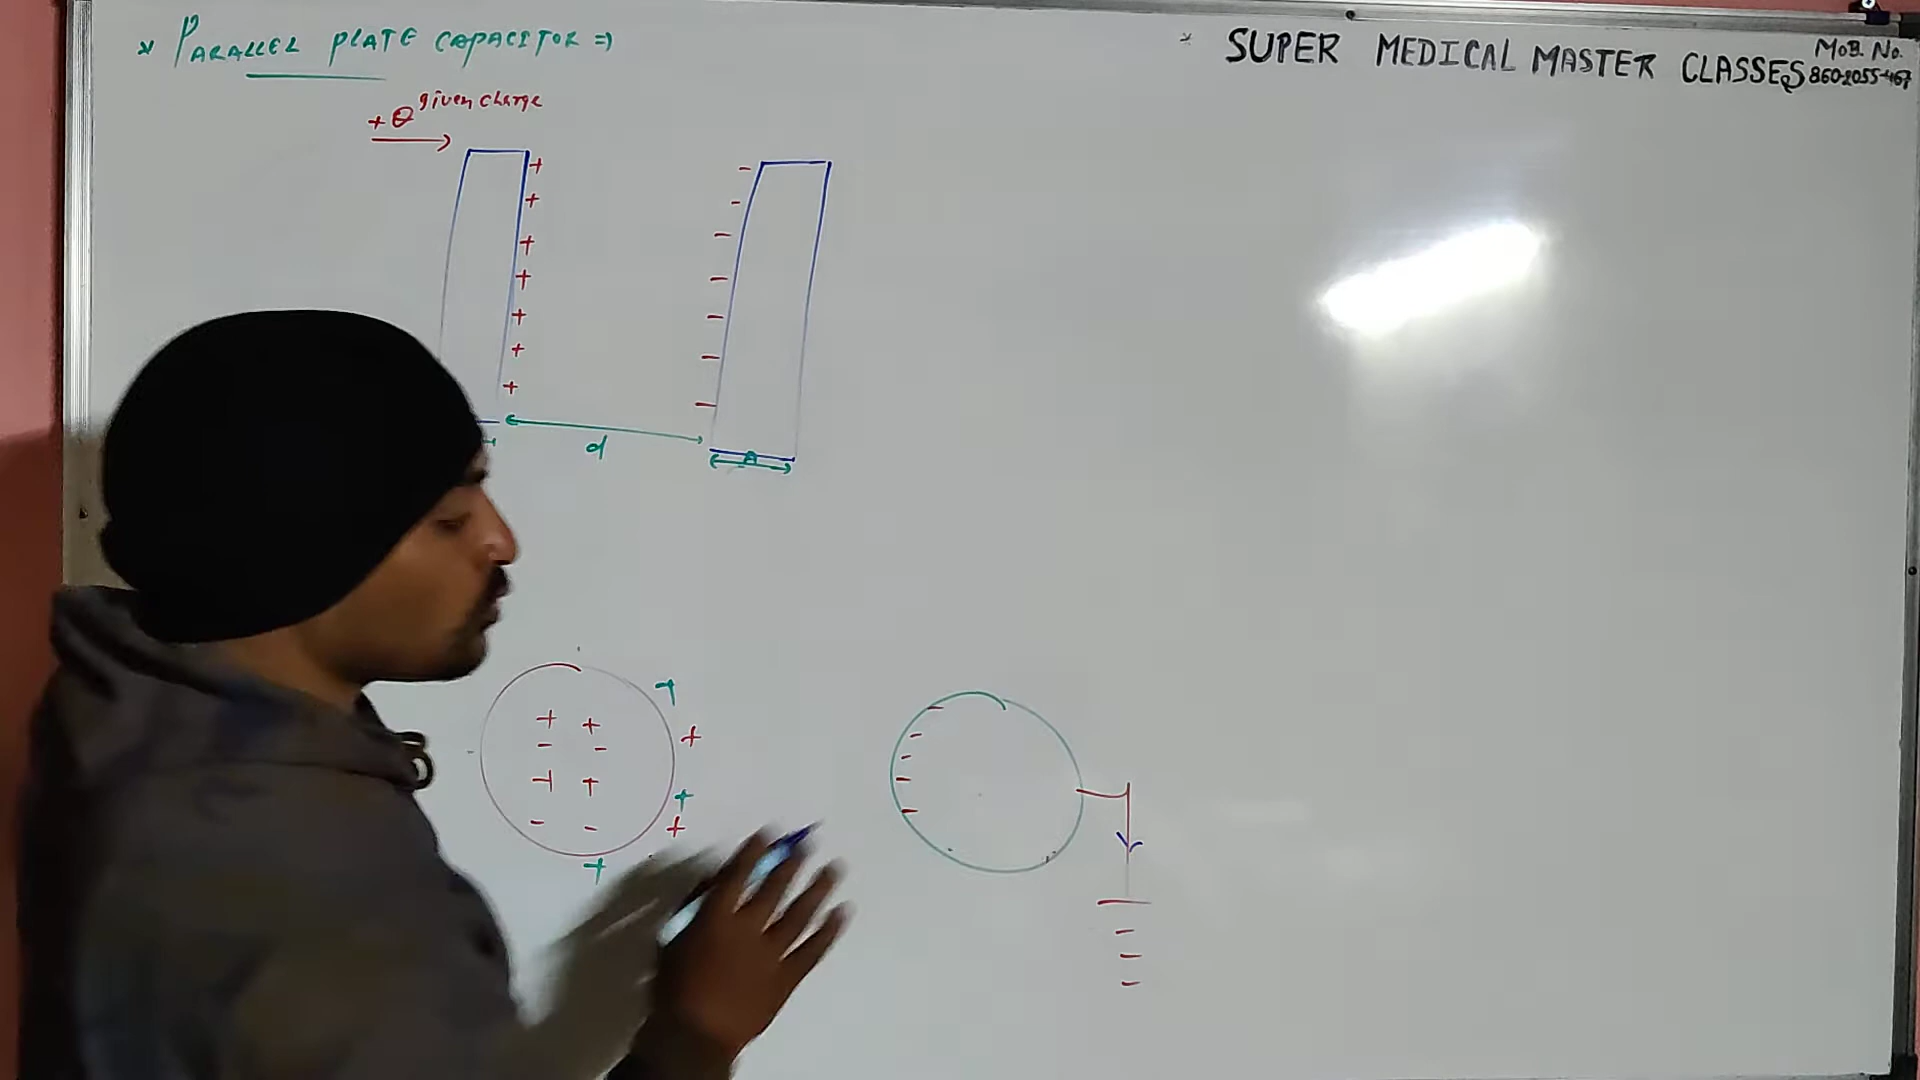 * PARALLEL PLATE CAPACITOR ⇒
* SUPER MEDICAL MASTER CLASSES
MOB. No.
860-2055-467
+Q given charge
+ + + + + + +
- - - - - - -
d
A
+ +
- -
+ +
- -
+ + + + +
- - - - -